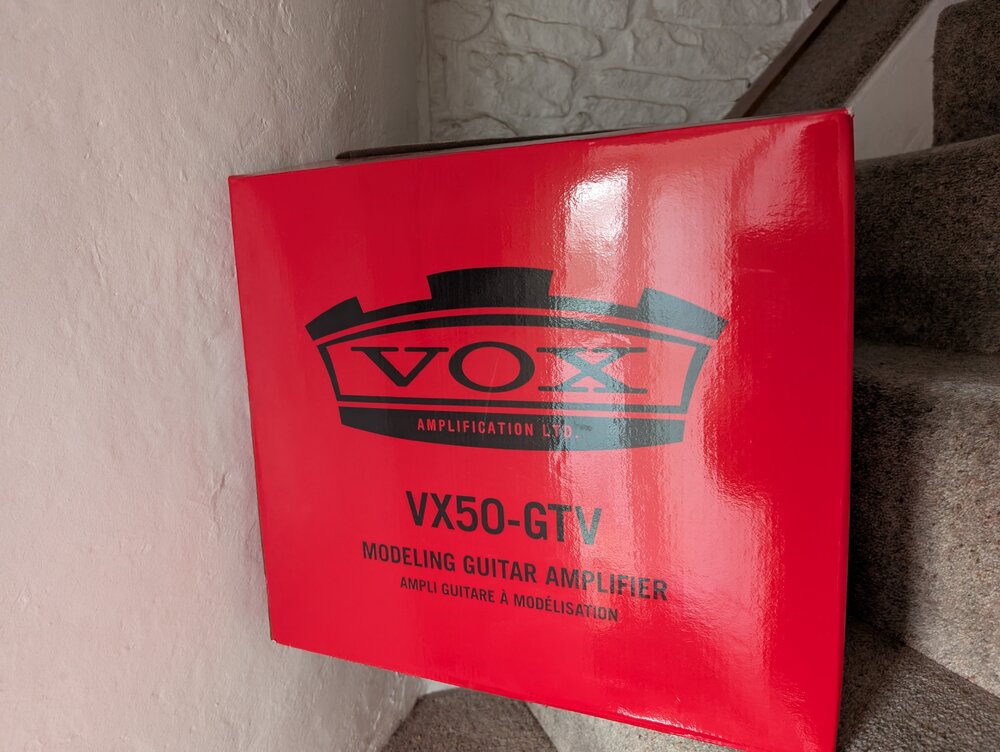 VOX
AMPLIFICATION LTD.
VX50-GTV
MODELING GUITAR AMPLIFIER
AMPLI GUITARE À MODÉLISATION